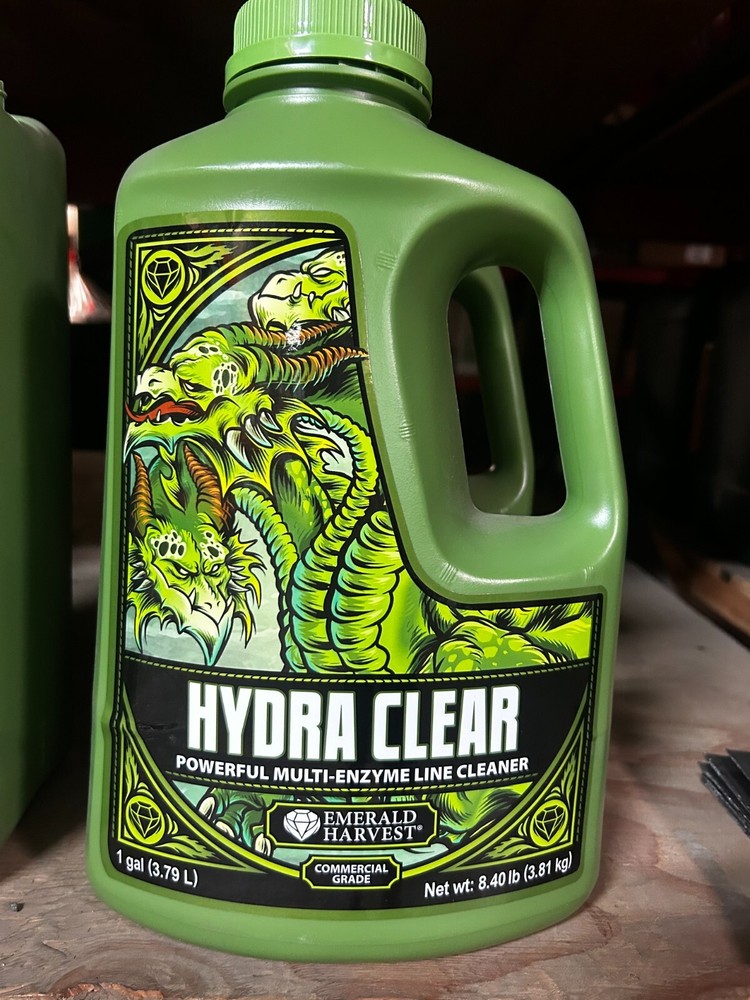 HYDRA CLEAR
POWERFUL MULTI-ENZYME LINE CLEANER
EMERALD
HARVEST®
COMMERCIAL
GRADE
1 gal (3.79 L)
Net wt: 8.40 lb (3.81 kg)